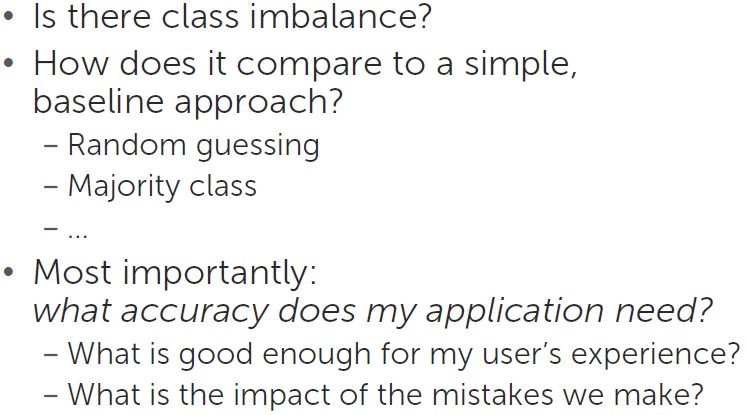 • Is there class imbalance?
• How does it compare to a simple,
baseline approach?
– Random guessing
– Majority class
– ...
• Most importantly:
what accuracy does my application need?
– What is good enough for my user’s experience?
– What is the impact of the mistakes we make?